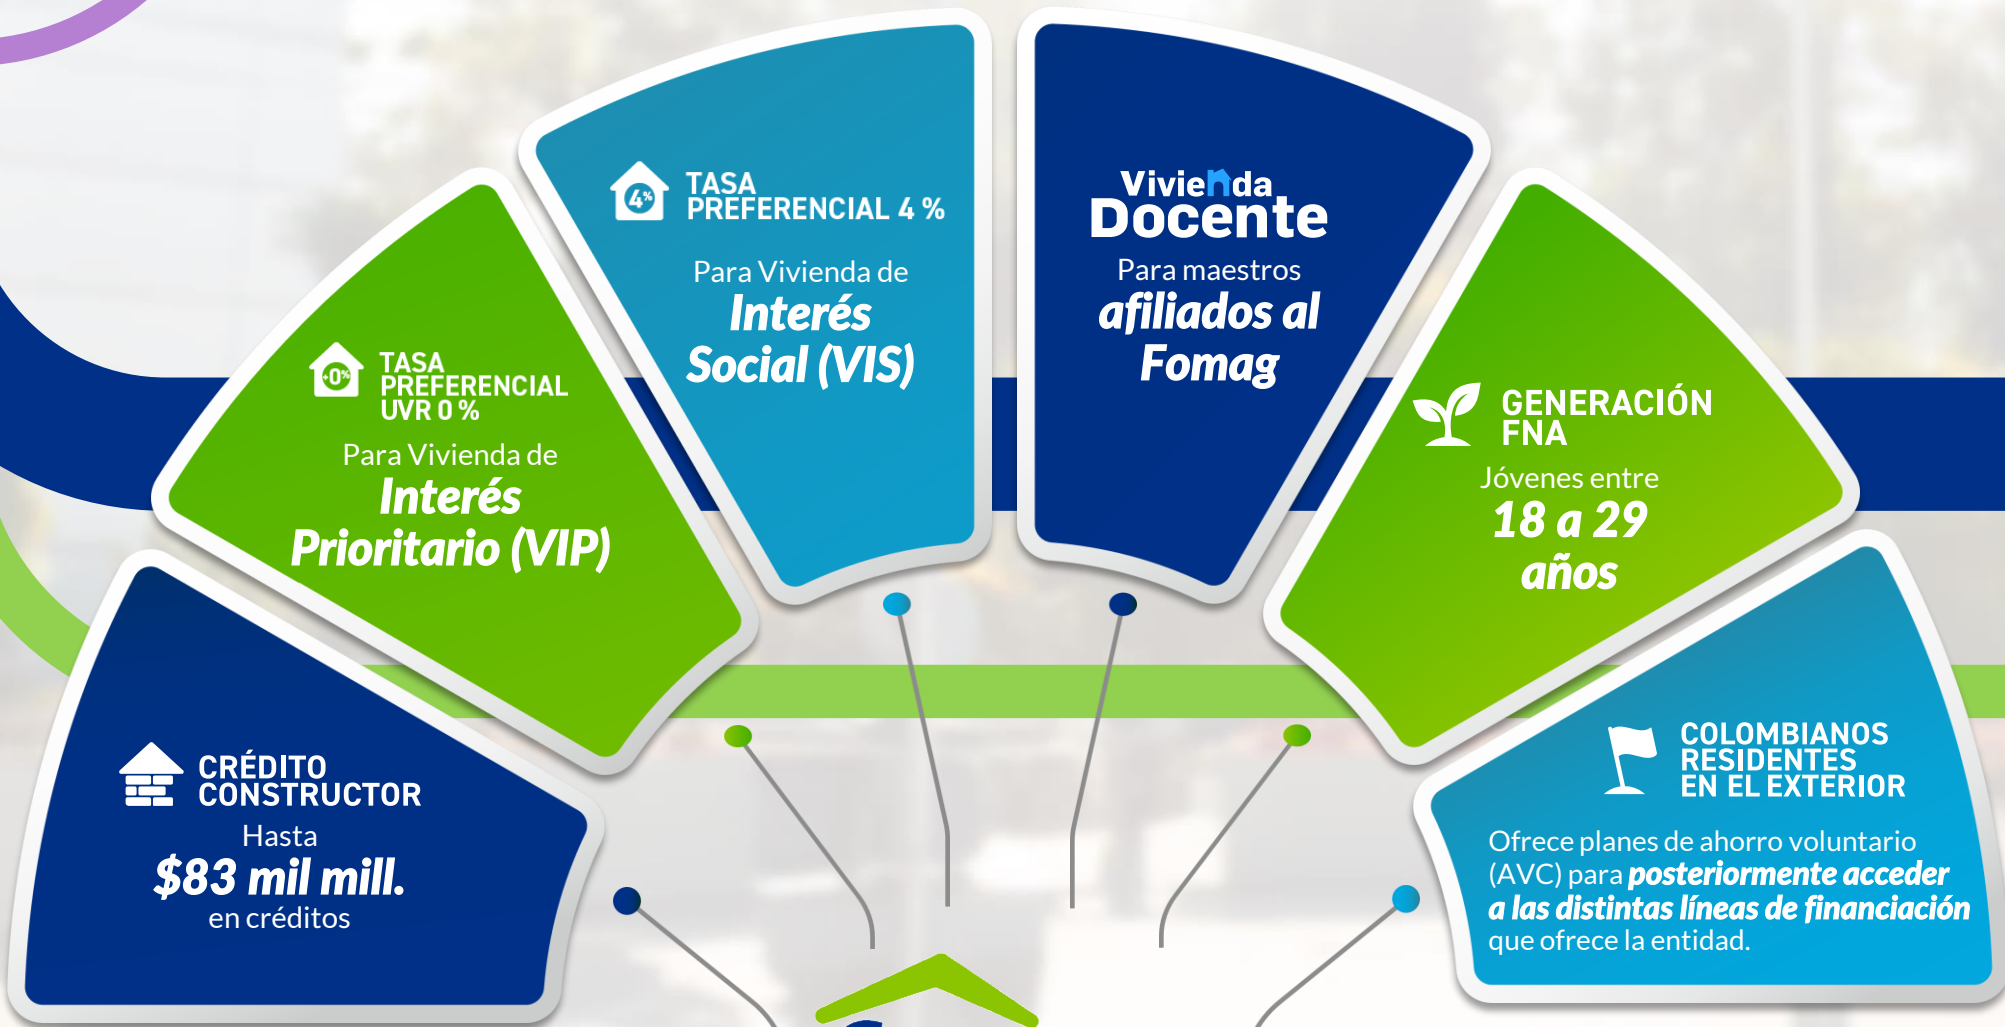 CRÉDITO
CONSTRUCTOR
Hasta
$83 mil mill.
en créditos
+0%
TASA
PREFERENCIAL
UVR 0 %
Para Vivienda de
Interés
Prioritario (VIP)
4%
TASA
PREFERENCIAL 4 %
Para Vivienda de
Interés
Social (VIS)
Vivienda
Docente
Para maestros
afiliados al
Fomag
GENERACIÓN
FNA
Jóvenes entre
18 a 29
años
COLOMBIANOS
RESIDENTES
EN EL EXTERIOR
Ofrece planes de ahorro voluntario
(AVC) para posteriormente acceder
a las distintas líneas de financiación
que ofrece la entidad.